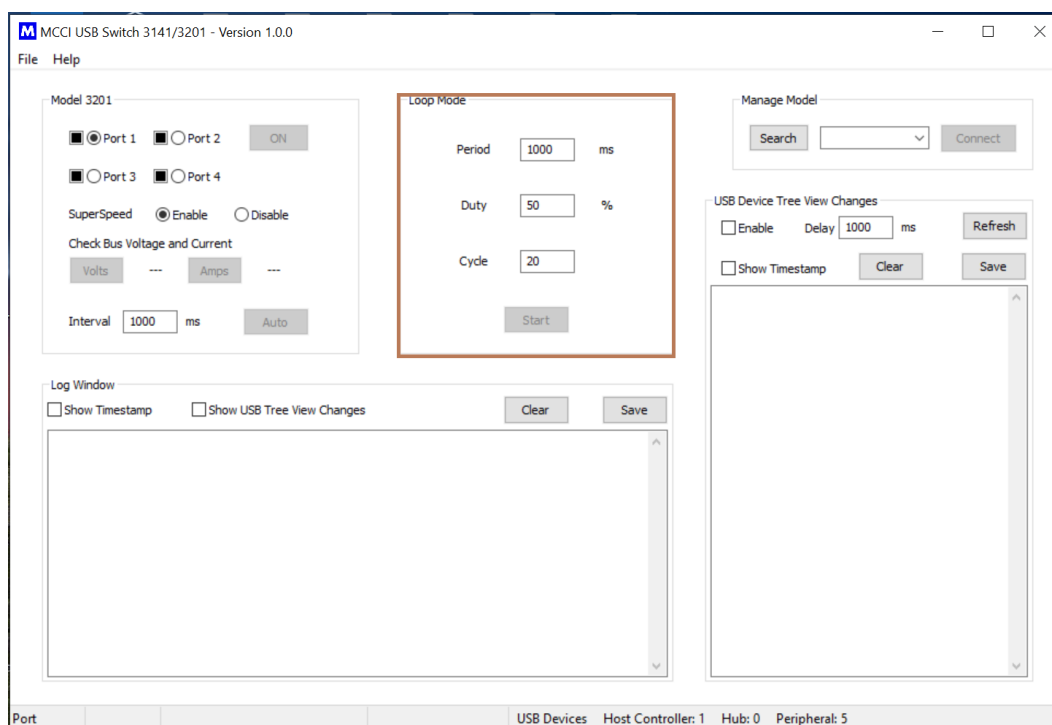 M MCCI USB Switch 3141/3201 - Version 1.0.0
File Help
Model 3201
Port 1 Port 2 ON
Port 3 Port 4
SuperSpeed Enable Disable
Check Bus Voltage and Current
Volts --- Amps ---
Interval 1000 ms Auto
Loop Mode
Period 1000 ms
Duty 50 %
Cycle 20
Start
Manage Model
Search Connect
USB Device Tree View Changes
Enable Delay 1000 ms Refresh
Show Timestamp Clear Save
Log Window
Show Timestamp Show USB Tree View Changes Clear Save
Port USB Devices Host Controller: 1 Hub: 0 Peripheral: 5